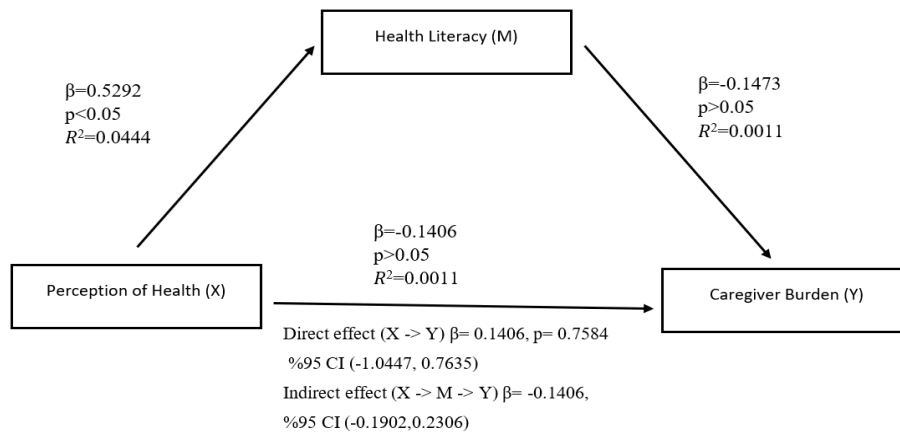 Health Literacy (M)
β=0.5292
p<0.05
R²=0.0444
β=-0.1473
p>0.05
R²=0.0011
β=-0.1406
p>0.05
R²=0.0011
Perception of Health (X)
Caregiver Burden (Y)
Direct effect (X -> Y) β= 0.1406, p= 0.7584
%95 CI (-1.0447, 0.7635)
Indirect effect (X -> M -> Y) β= -0.1406,
%95 CI (-0.1902,0.2306)